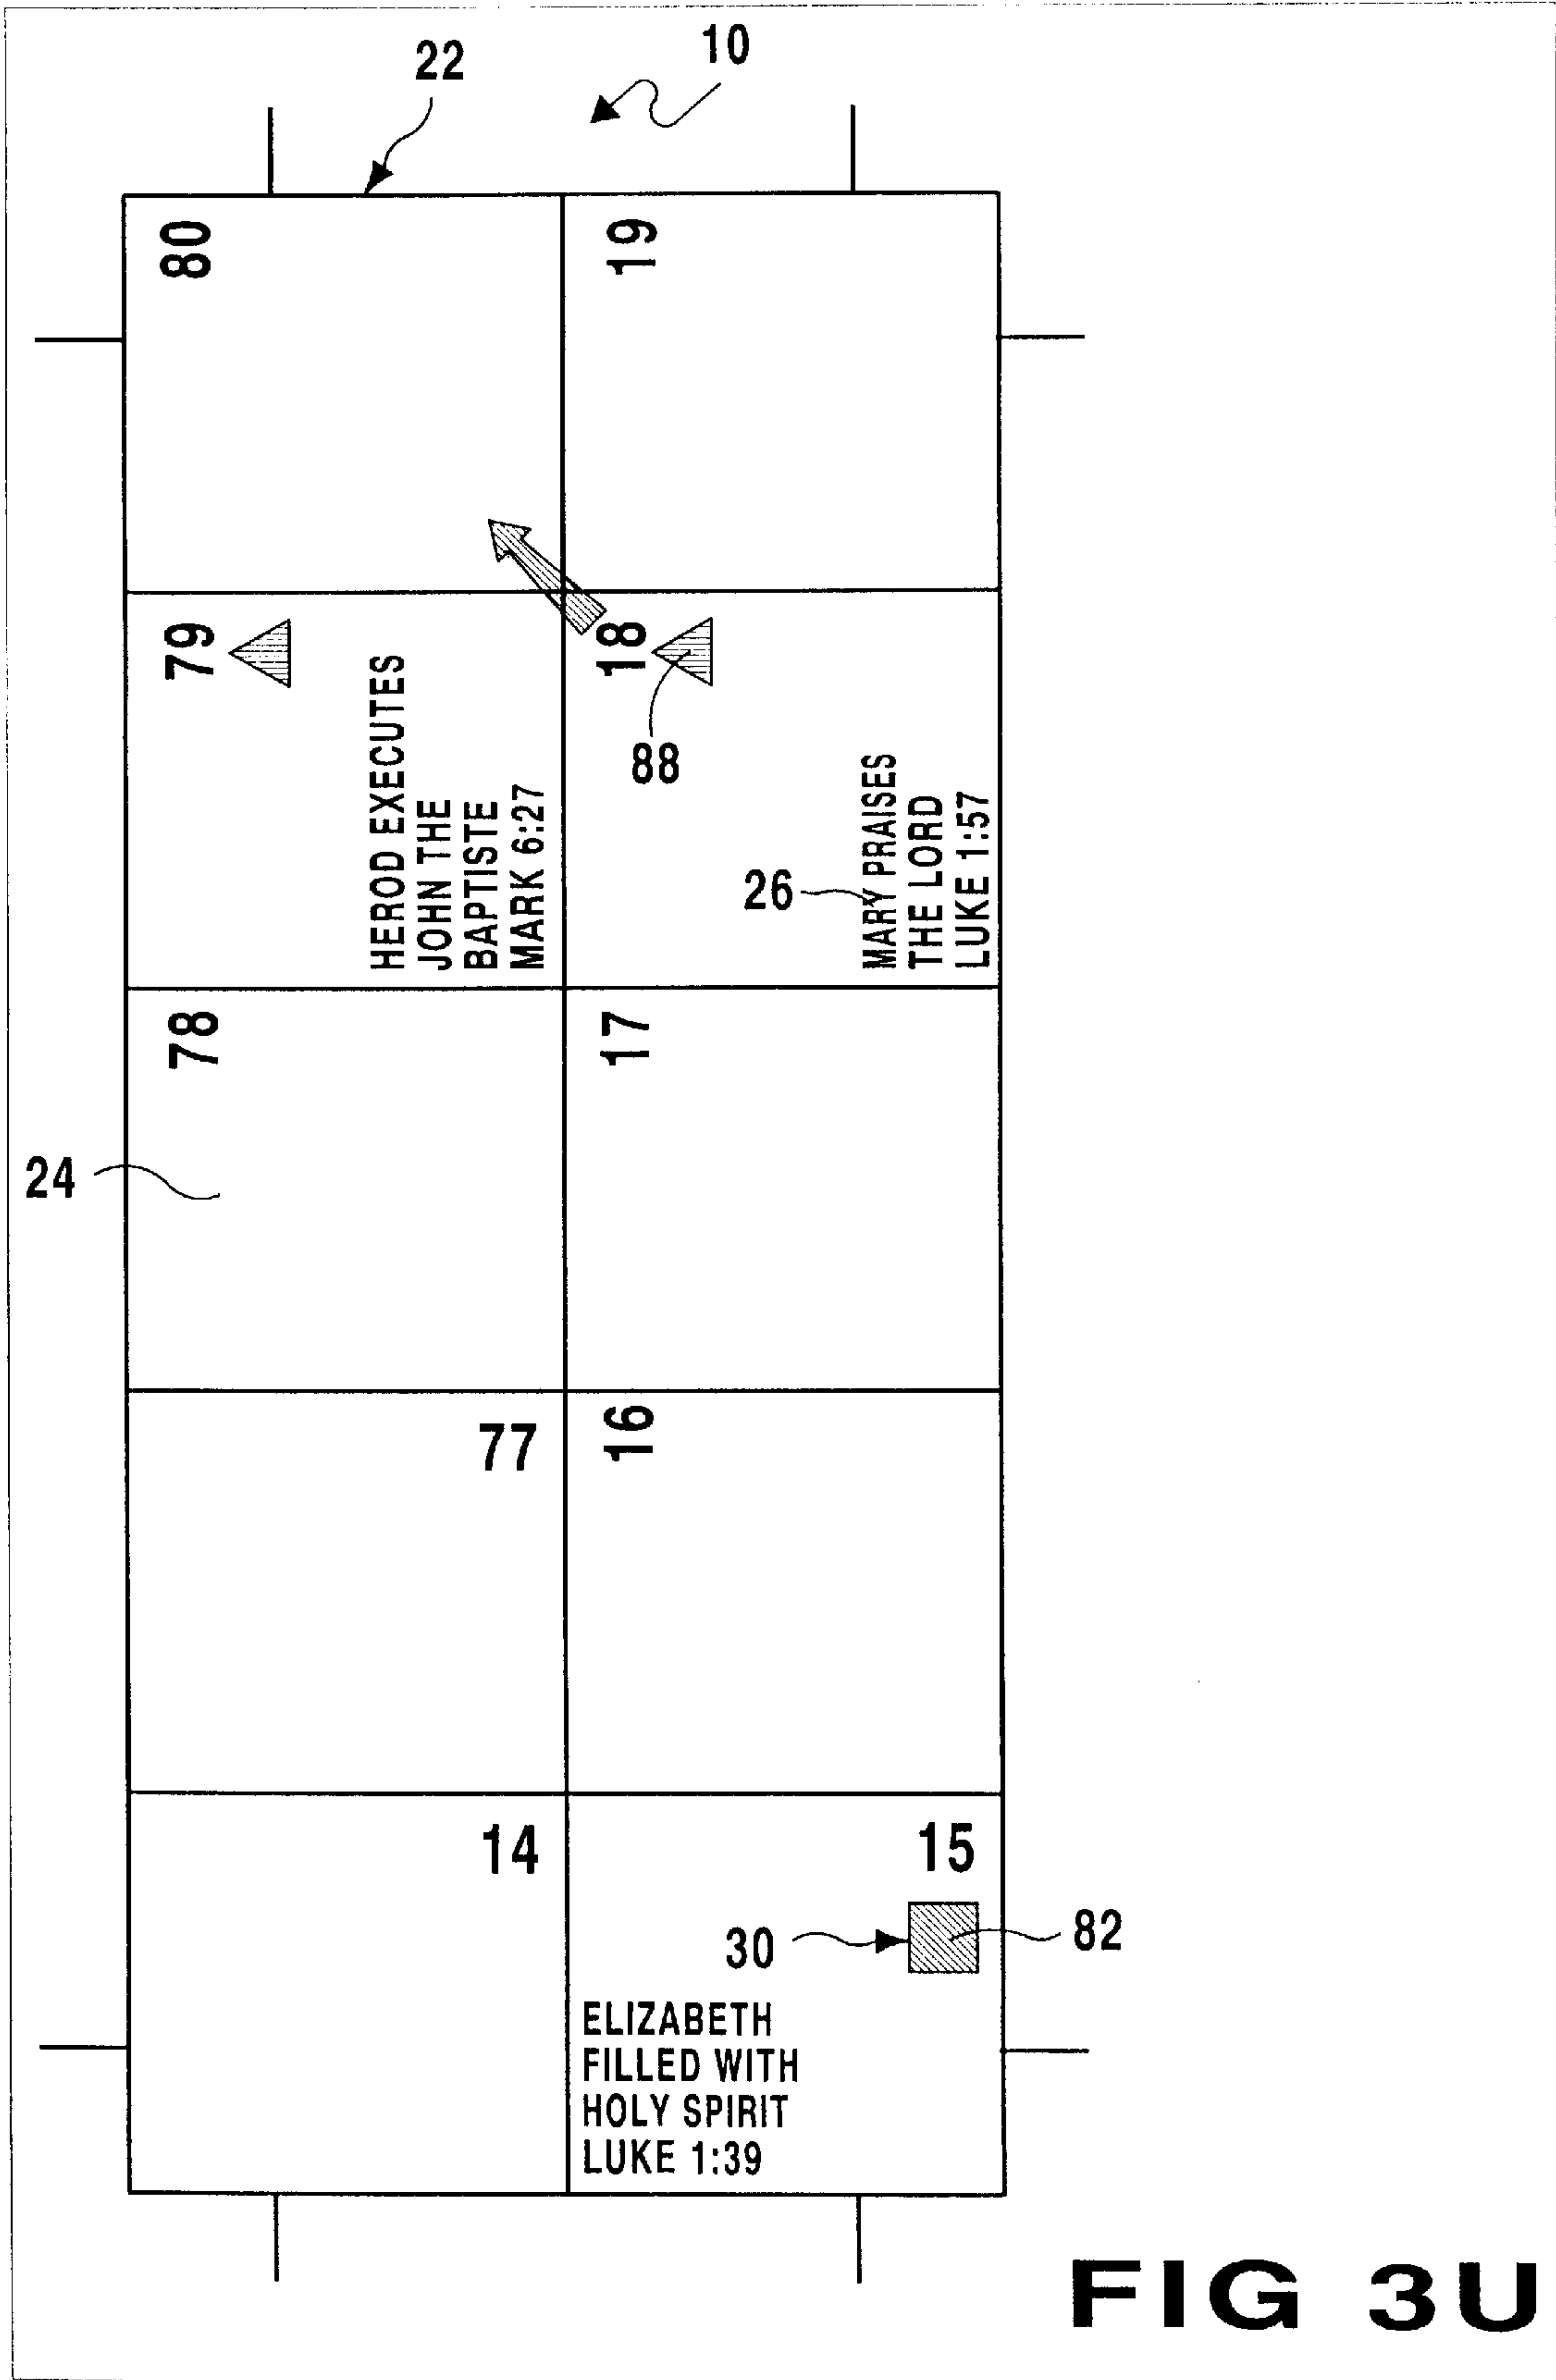 22
10
80
19
79
HEROD EXECUTES
JOHN THE
BAPTISTE
MARK 6:27
18
88
26
MARY PRAISES
THE LORD
LUKE 1:57
78
17
24
77
16
14
15
30
82
ELIZABETH
FILLED WITH
HOLY SPIRIT
LUKE 1:39
FIG 3U